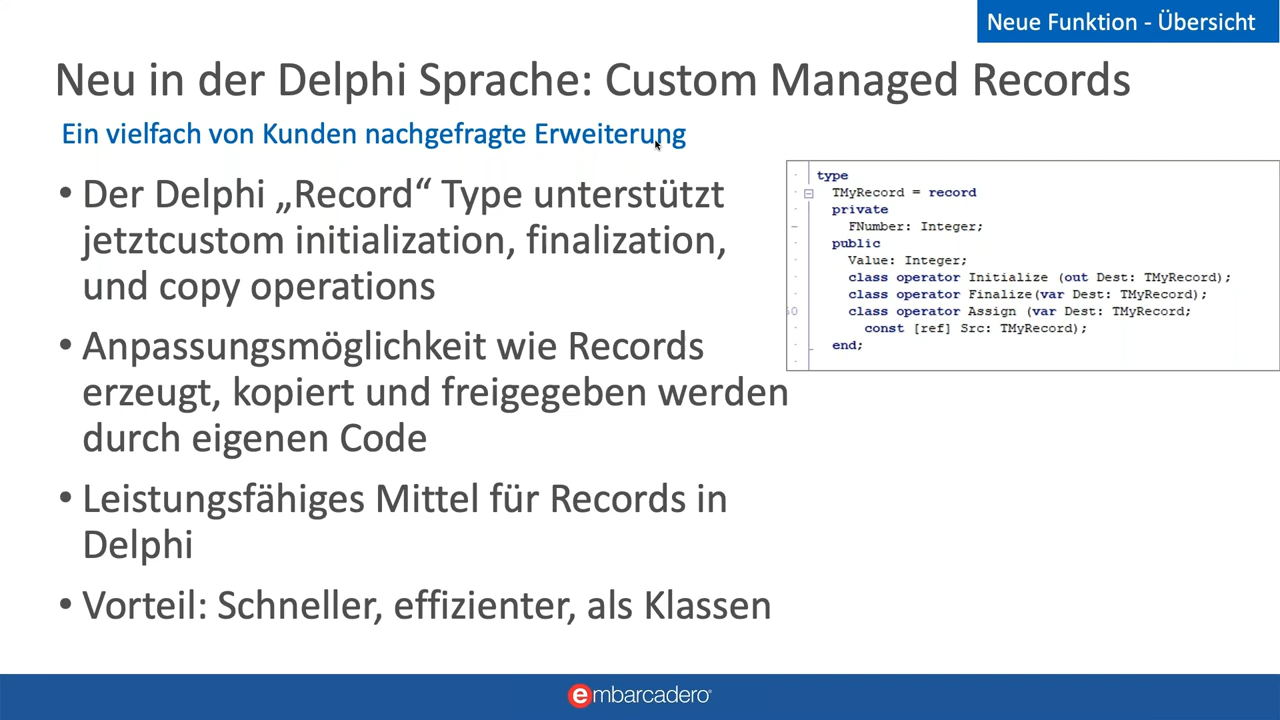 Neue Funktion - Übersicht
Neu in der Delphi Sprache: Custom Managed Records
Ein vielfach von Kunden nachgefragte Erweiterung
• Der Delphi „Record“ Type unterstützt
jetztcustom initialization, finalization,
und copy operations
• Anpassungsmöglichkeit wie Records
erzeugt, kopiert und freigegeben werden
durch eigenen Code
• Leistungsfähiges Mittel für Records in
Delphi
• Vorteil: Schneller, effizienter, als Klassen
type
TMyRecord = record
private
FNumber: Integer;
public
Value: Integer;
class operator Initialize (out Dest: TMyRecord);
class operator Finalize(var Dest: TMyRecord);
class operator Assign (var Dest: TMyRecord;
const [ref] Src: TMyRecord);
end;
embarcadero